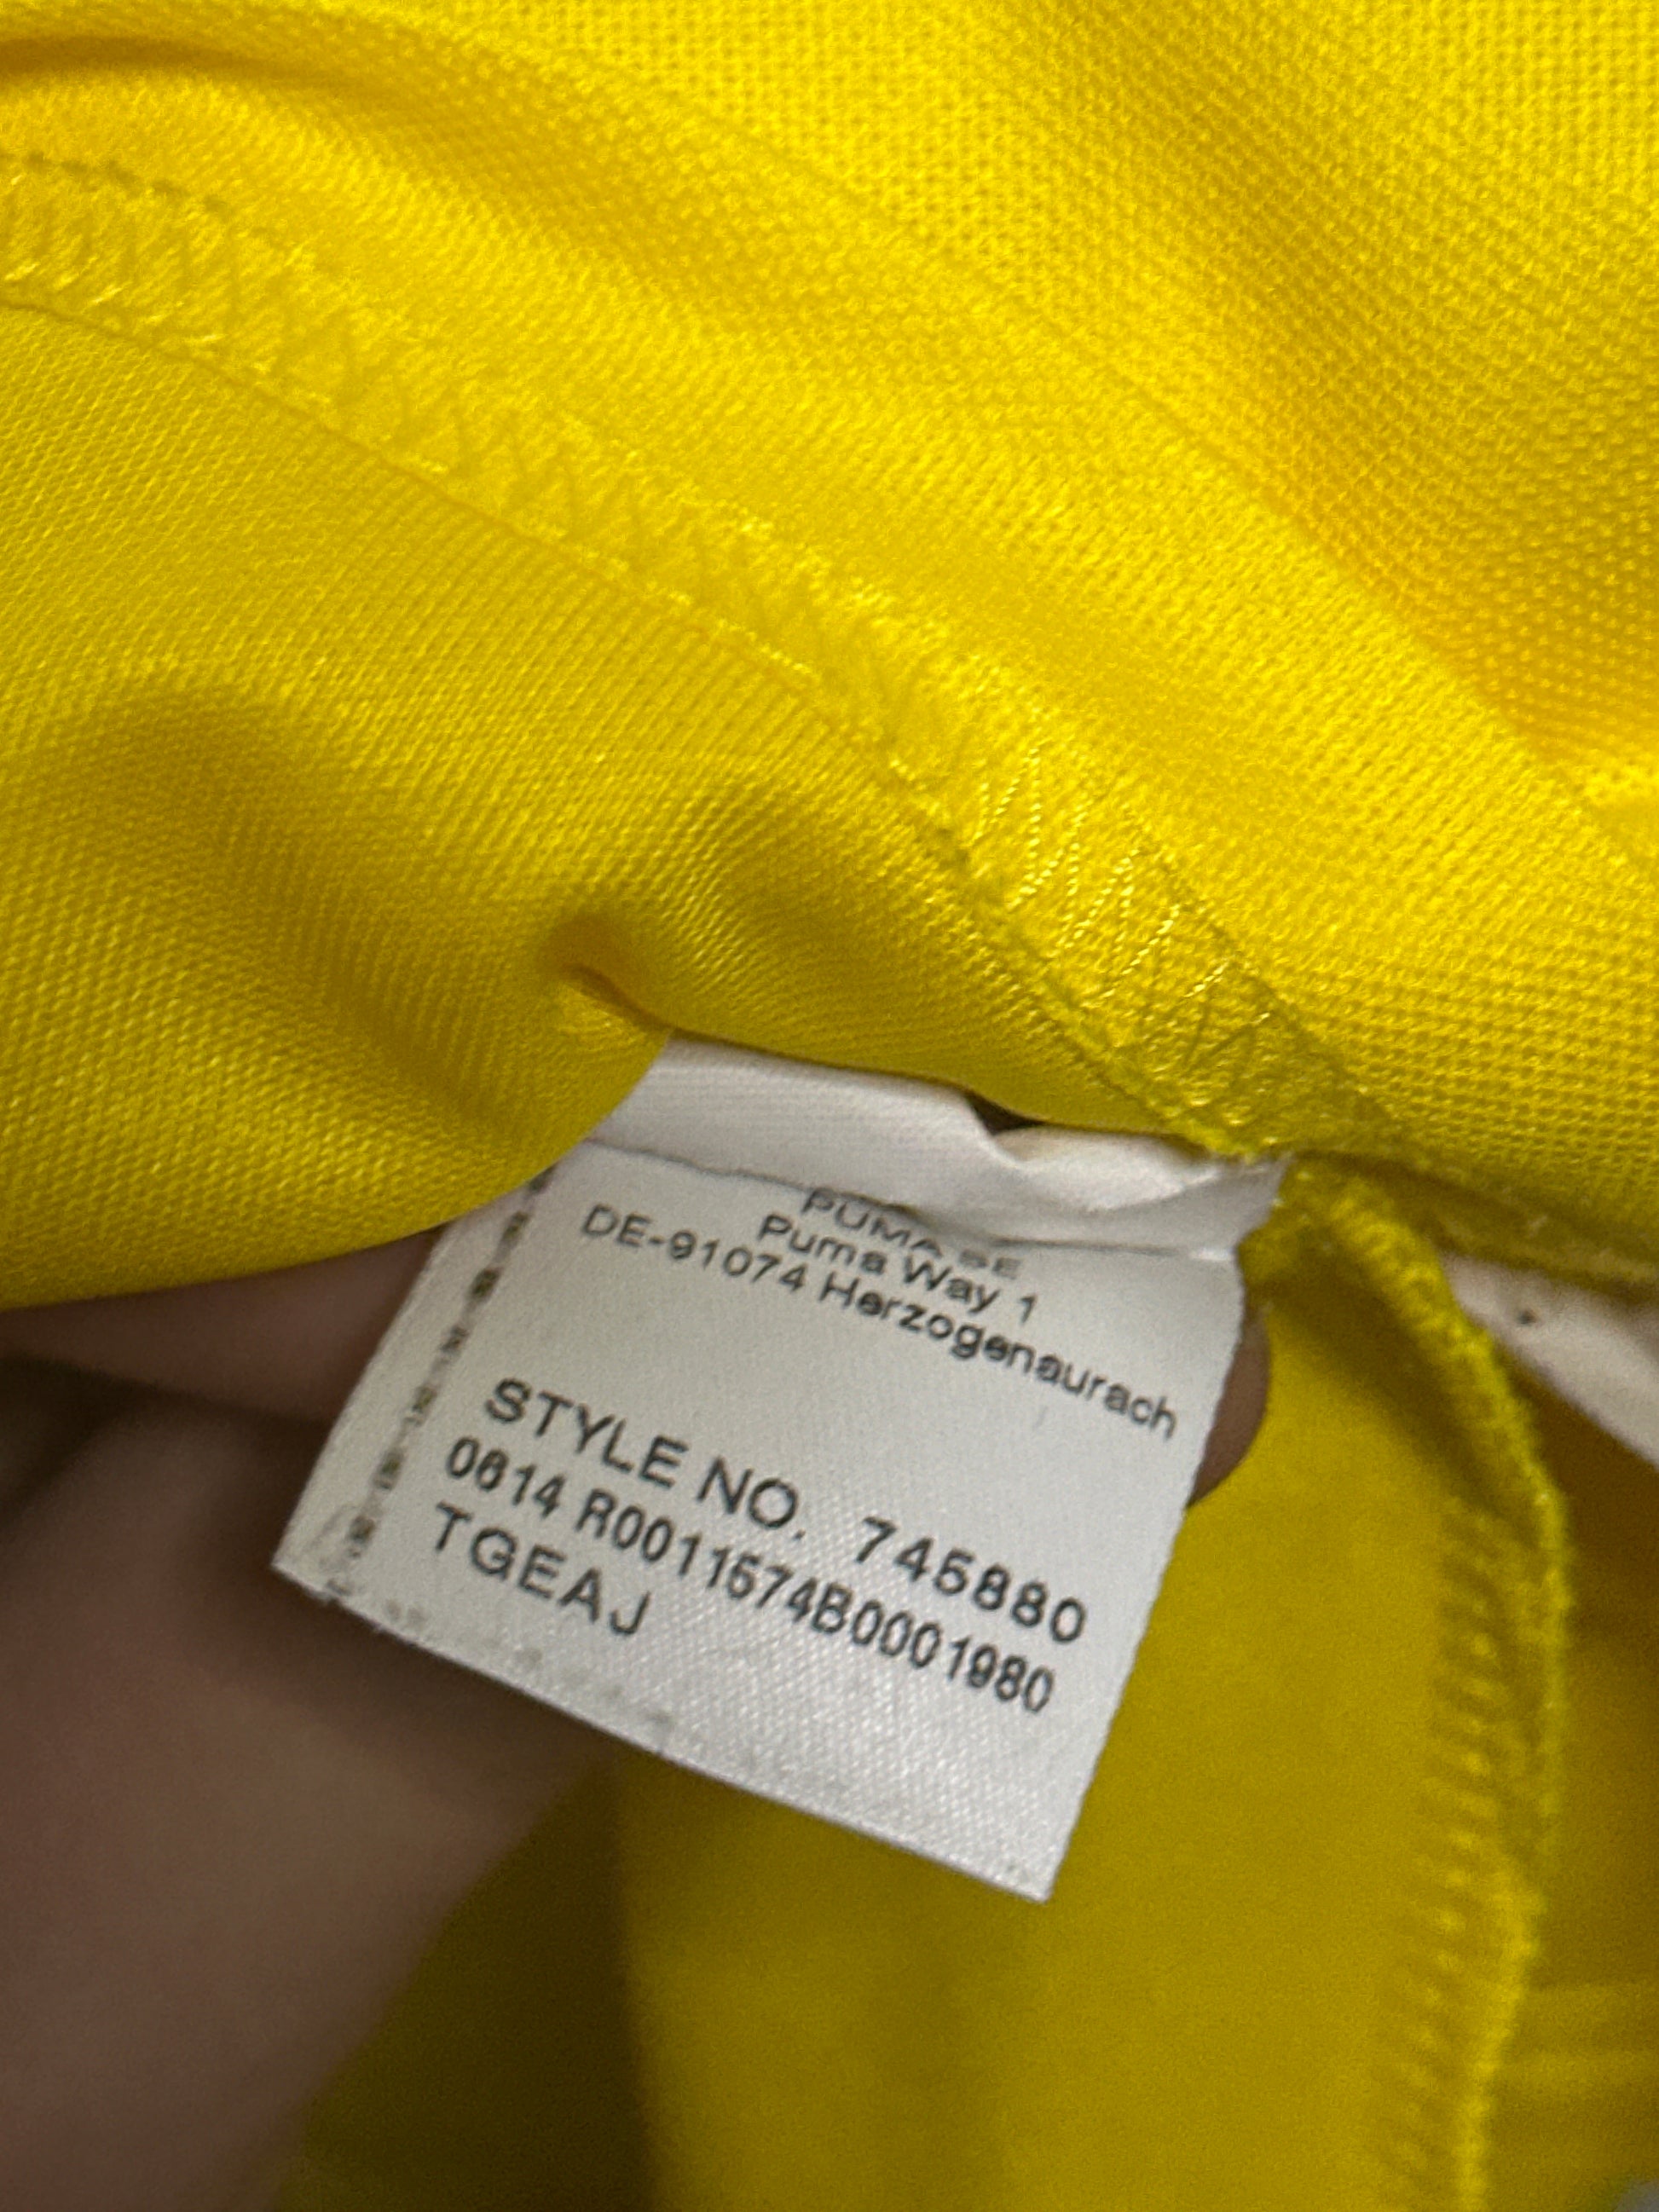 PUMA SE
Puma Way 1
DE-91074 Herzogenaurach
STYLE NO. 745880
0614 R0011574B0001980
TGEAJ